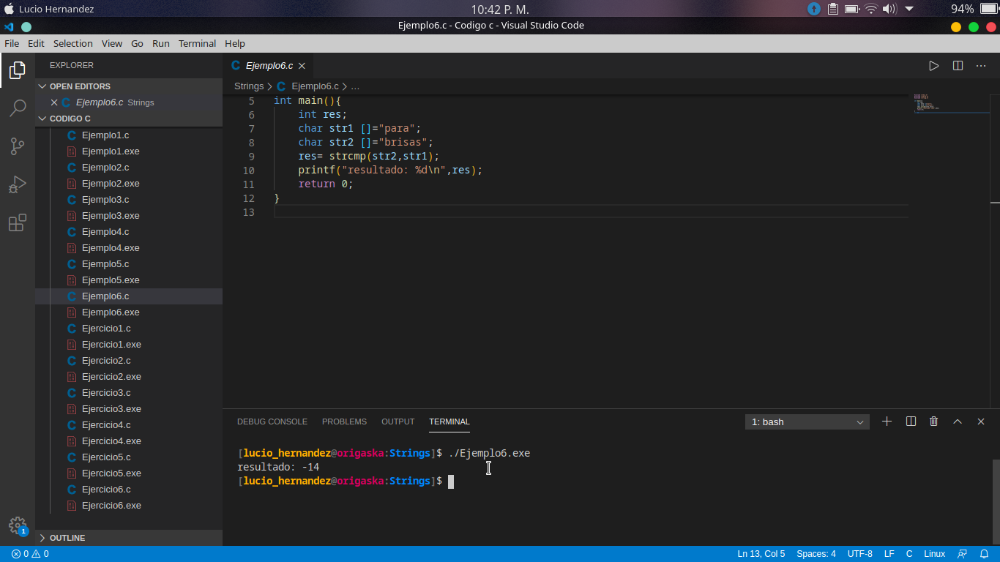 Lucio Hernandez
10:42 P. M.
94%
Ejemplo6.c - Codigo c - Visual Studio Code
File Edit Selection View Go Run Terminal Help
EXPLORER
OPEN EDITORS
Ejemplo6.c Strings
CODIGO C
Ejemplo1.c
Ejemplo1.exe
Ejemplo2.c
Ejemplo2.exe
Ejemplo3.c
Ejemplo3.exe
Ejemplo4.c
Ejemplo4.exe
Ejemplo5.c
Ejemplo5.exe
Ejemplo6.c
Ejemplo6.exe
Ejercicio1.c
Ejercicio1.exe
Ejercicio2.c
Ejercicio2.exe
Ejercicio3.c
Ejercicio3.exe
Ejercicio4.c
Ejercicio4.exe
Ejercicio5.c
Ejercicio5.exe
Ejercicio6.c
Ejercicio6.exe
OUTLINE
1
Ejemplo6.c
Strings > C Ejemplo6.c > ...
5 int main(){
6     int res;
7     char str1 []="para";
8     char str2 []="brisas";
9     res= strcmp(str2,str1);
10     printf("resultado: %d\n",res);
11     return 0;
12 }
13
DEBUG CONSOLE PROBLEMS OUTPUT TERMINAL
1: bash
[lucio_hernandez@origaska:Strings]$ ./Ejemplo6.exe
resultado: -14
[lucio_hernandez@origaska:Strings]$
0 0
Ln 13, Col 5 Spaces: 4 UTF-8 LF C Linux